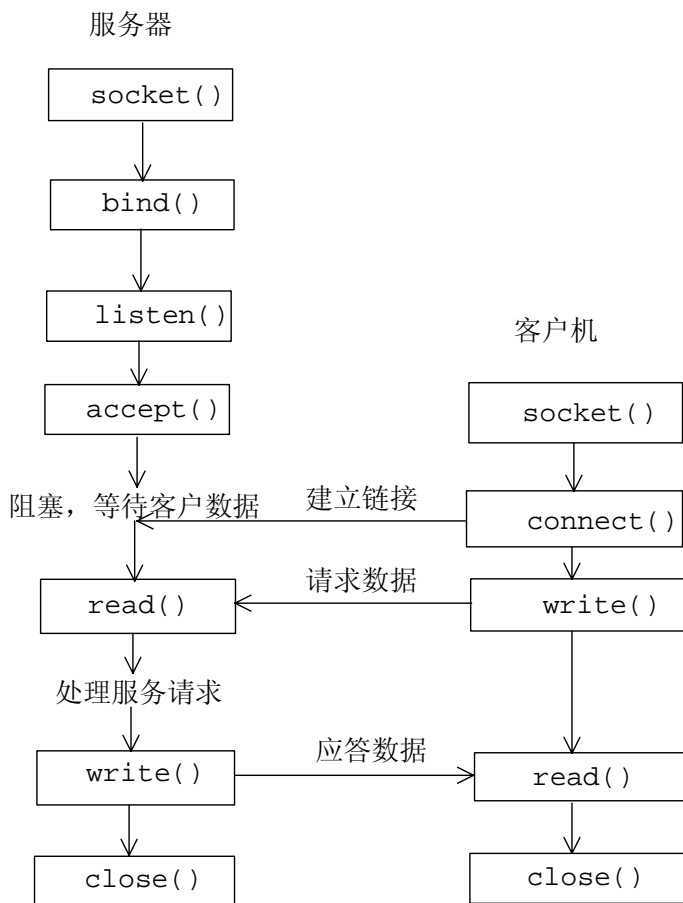 服务器
socket()
bind()
listen()
客户机
accept()
socket()
阻�，等待客户数据
建立链接
connect()
read()
请求数据
write()
处理服务请求
write()
应答数据
read()
close()
close()